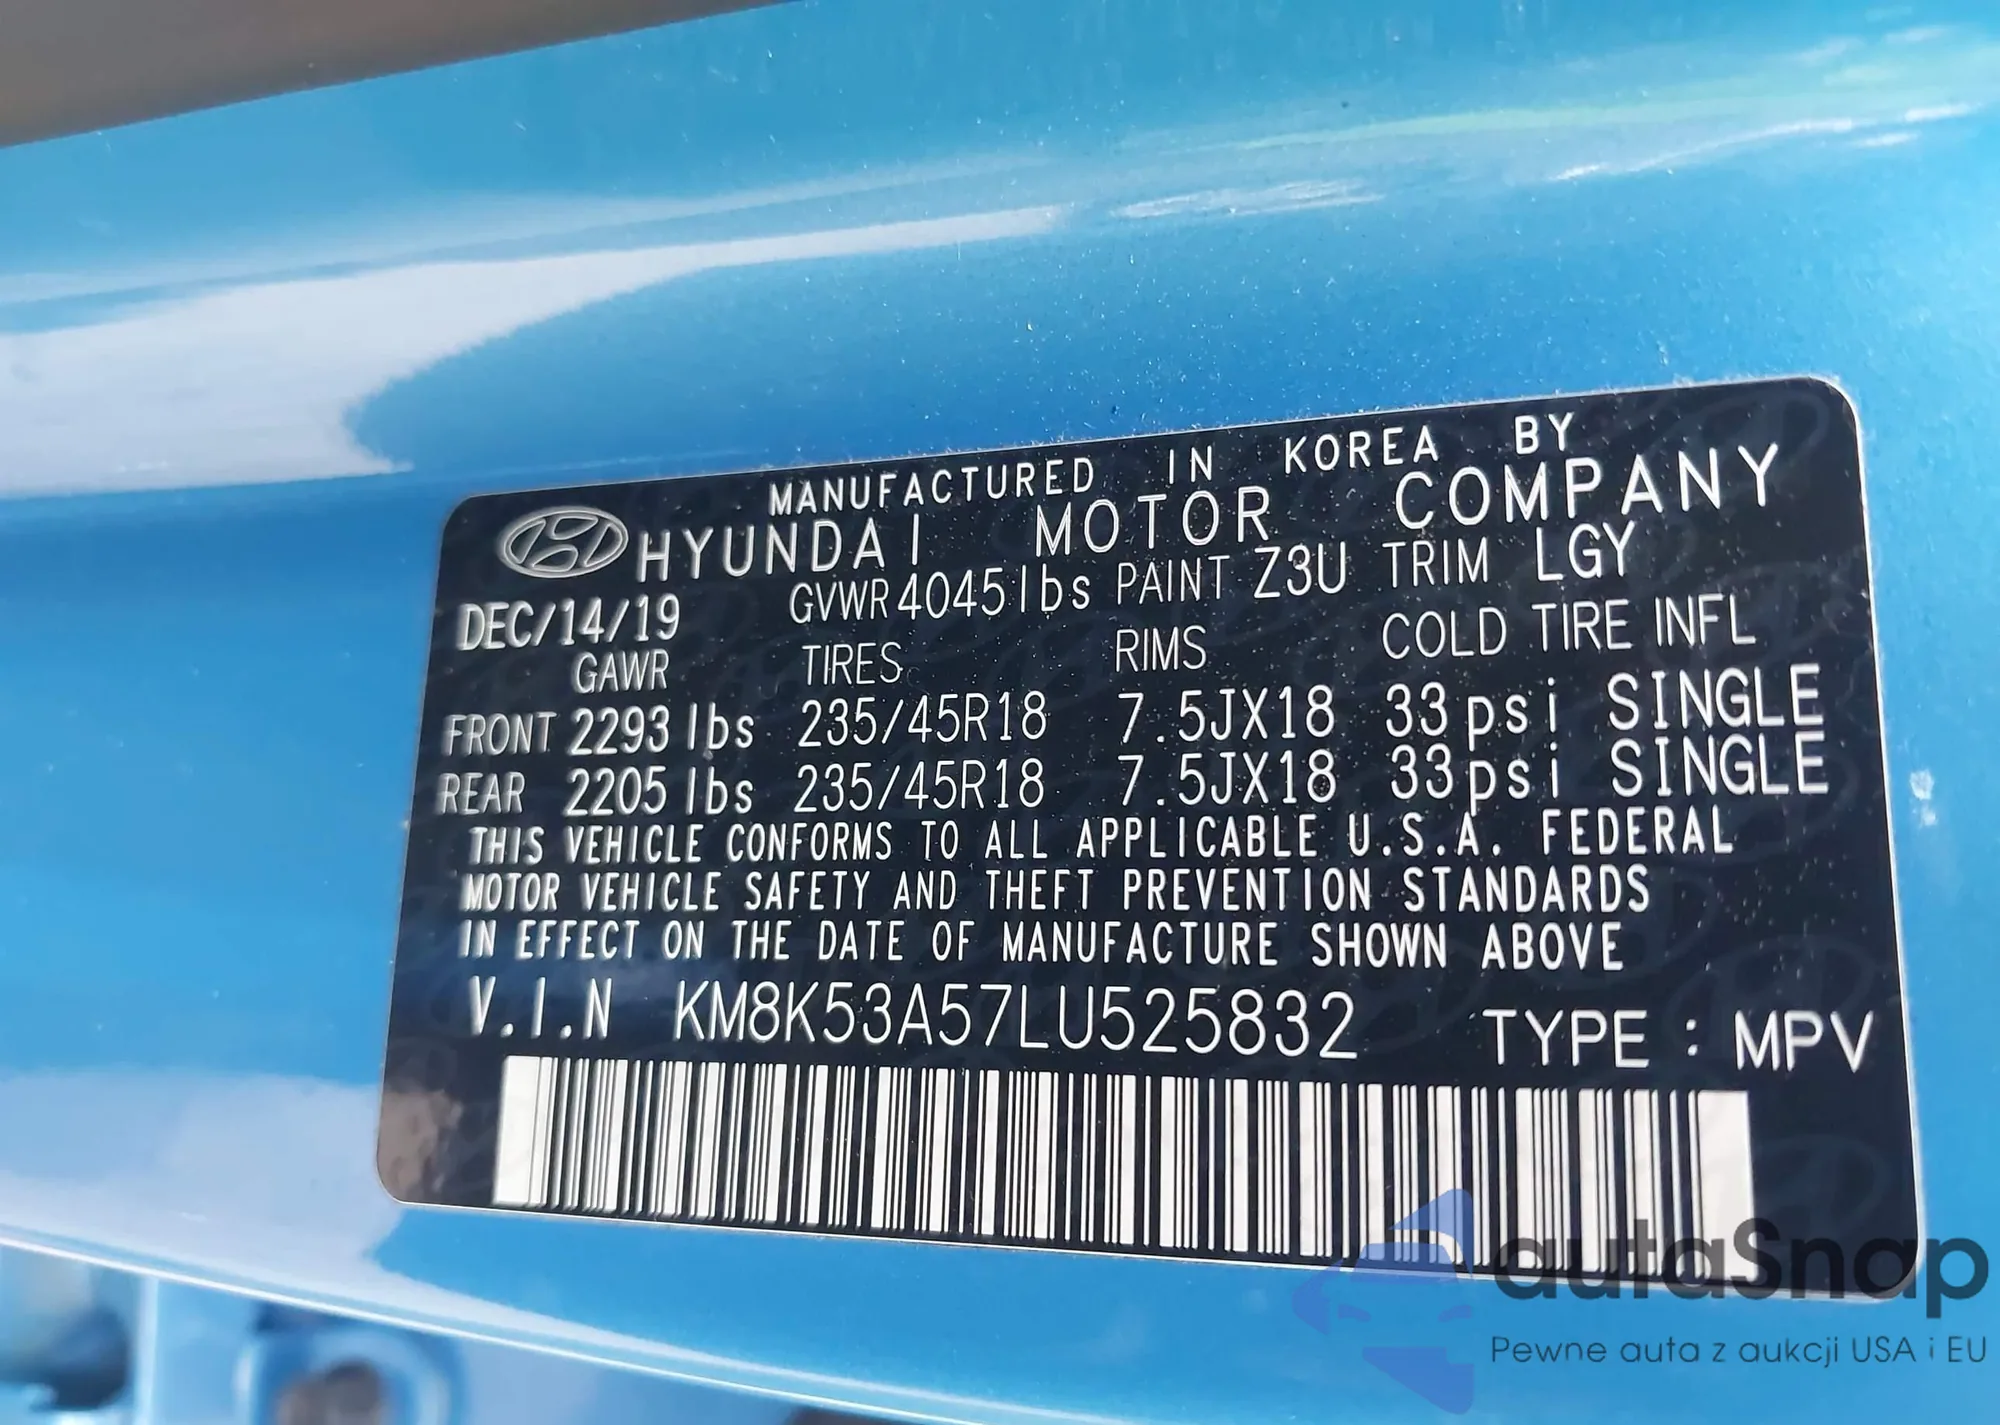 MANUFACTURED IN KOREA BY
HYUNDAI MOTOR COMPANY
DEC/14/19 GVWR 4045lbs PAINT Z3U TRIM LGY
GAWR TIRES RIMS COLD TIRE INFL
FRONT 2293 lbs 235/45R18 7.5JX18 33psi SINGLE
REAR 2205 lbs 235/45R18 7.5JX18 33psi SINGLE
THIS VEHICLE CONFORMS TO ALL APPLICABLE U.S.A. FEDERAL
MOTOR VEHICLE SAFETY AND THEFT PREVENTION STANDARDS
IN EFFECT ON THE DATE OF MANUFACTURE SHOWN ABOVE
V.I.N KM8K53A57LU525832 TYPE : MPV
autaSnap
Pewne auta z aukcji USA i EU